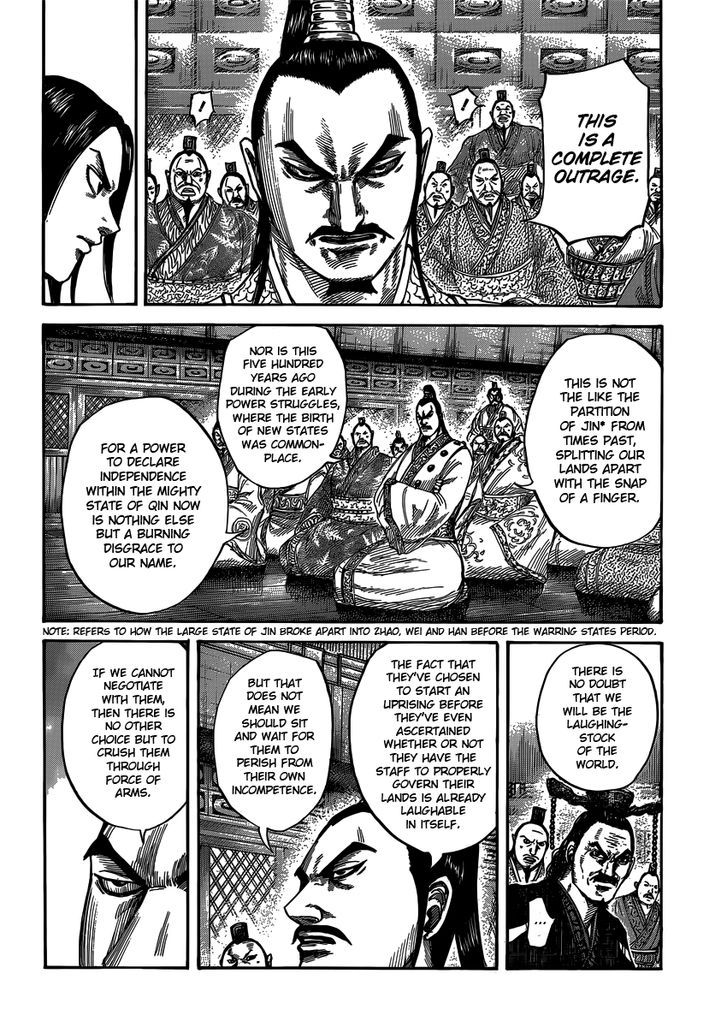 THIS
IS A
COMPLETE
OUTRAGE.
!
!
THIS IS NOT
THE LIKE THE
PARTITION
OF JIN* FROM
TIMES PAST,
SPLITTING OUR
LANDS APART
WITH THE SNAP
OF A FINGER.
NOR IS THIS
FIVE HUNDRED
YEARS AGO
DURING THE EARLY
POWER STRUGGLES,
WHERE THE BIRTH
OF NEW STATES
WAS COMMON-
PLACE.
FOR A POWER
TO DECLARE
INDEPENDENCE
WITHIN THE MIGHTY
STATE OF QIN NOW
IS NOTHING ELSE
BUT A BURNING
DISGRACE TO
OUR NAME.
NOTE: REFERS TO HOW THE LARGE STATE OF JIN BROKE APART INTO ZHAO, WEI AND HAN BEFORE THE WARRING STATES PERIOD.
THERE IS
NO DOUBT
THAT WE
WILL BE THE
LAUGHING-
STOCK
OF THE
WORLD.
...
THE FACT THAT
THEY'VE CHOSEN
TO START AN
UPRISING BEFORE
THEY'VE EVEN
ASCERTAINED
WHETHER OR NOT
THEY HAVE THE
STAFF TO PROPERLY
GOVERN THEIR
LANDS IS ALREADY
LAUGHABLE
IN ITSELF.
BUT THAT
DOES NOT
MEAN WE
SHOULD SIT
AND WAIT
FOR THEM TO
PERISH FROM
THEIR OWN
INCOMPETENCE.
IF WE CANNOT
NEGOTIATE
WITH THEM,
THEN THERE IS
NO OTHER
CHOICE BUT TO
CRUSH THEM
THROUGH
FORCE OF
ARMS.